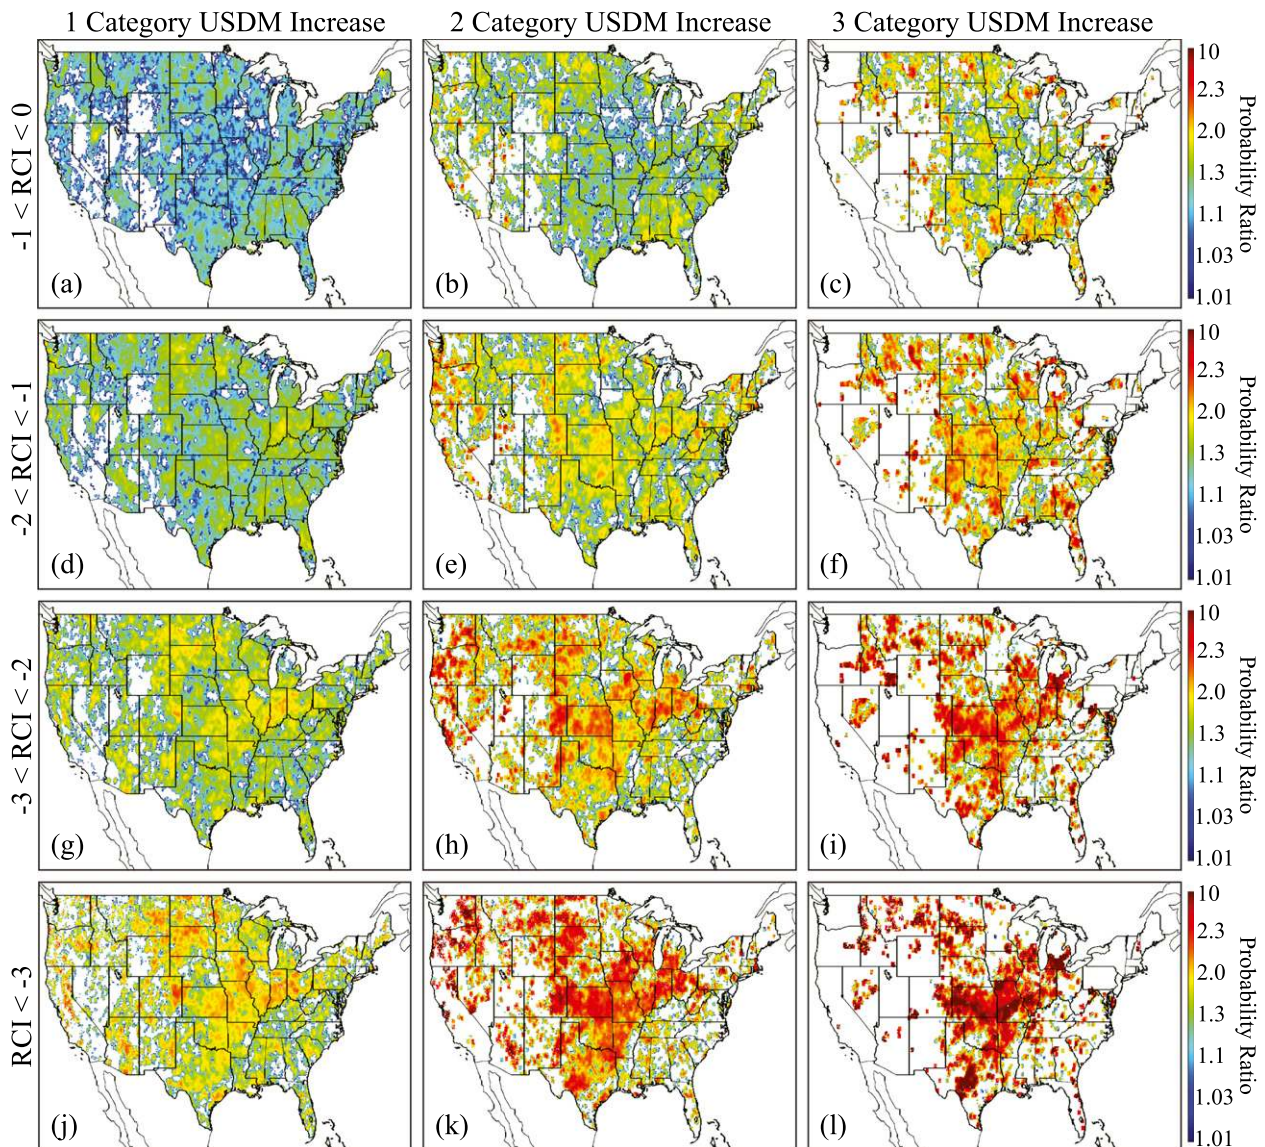 1 Category USDM Increase
2 Category USDM Increase
3 Category USDM Increase
-1 < RCI < 0
(a)
(b)
(c)
10
2.3
2.0
1.3
1.1
1.03
1.01
Probability Ratio
-2 < RCI < -1
(d)
(e)
(f)
10
2.3
2.0
1.3
1.1
1.03
1.01
Probability Ratio
-3 < RCI < -2
(g)
(h)
(i)
10
2.3
2.0
1.3
1.1
1.03
1.01
Probability Ratio
RCI < -3
(j)
(k)
(l)
10
2.3
2.0
1.3
1.1
1.03
1.01
Probability Ratio